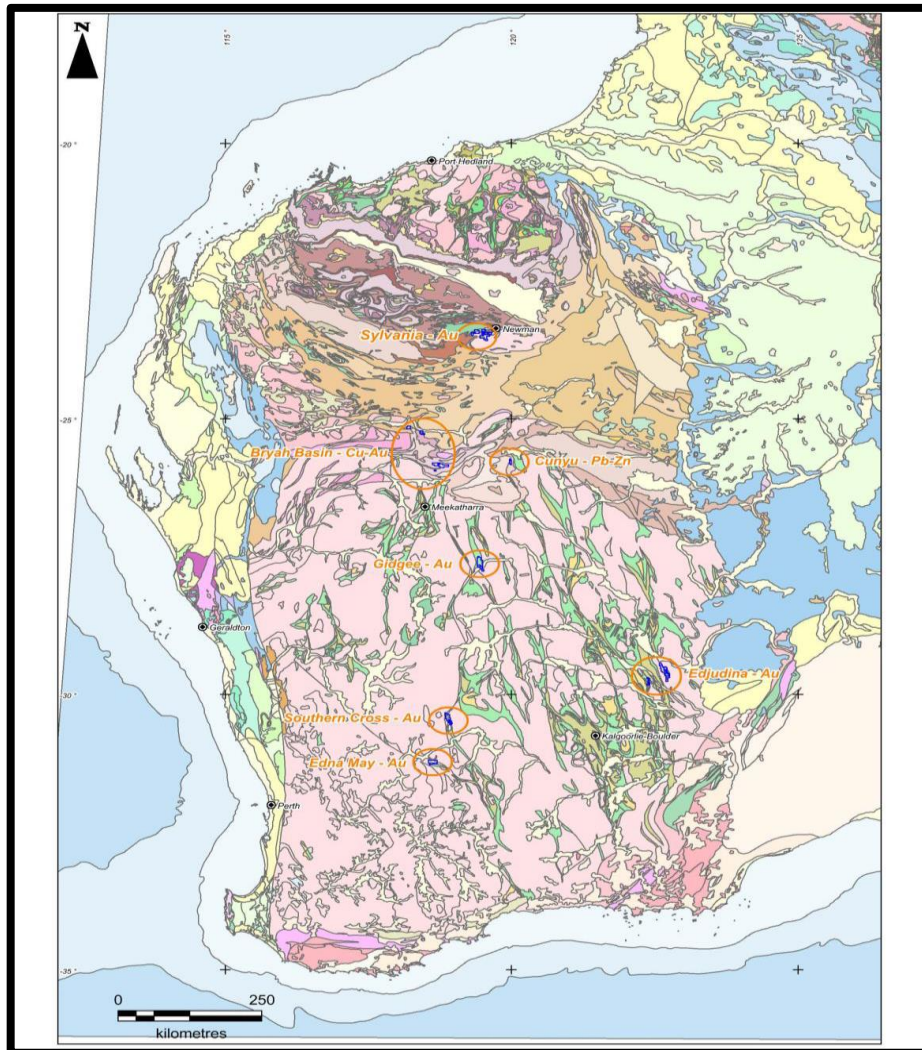 N
115°
120°
125°
-20°
Port Hedland
Sylvania - Au
Newman
-25°
Bryah Basin - Cu-Au
Cunyu - Pb-Zn
Meekatharra
Gidgee - Au
Geraldton
Edjudina - Au
-30°
Southern Cross - Au
Kalgoorlie-Boulder
Edna May - Au
Perth
-35°
0 250
kilometres